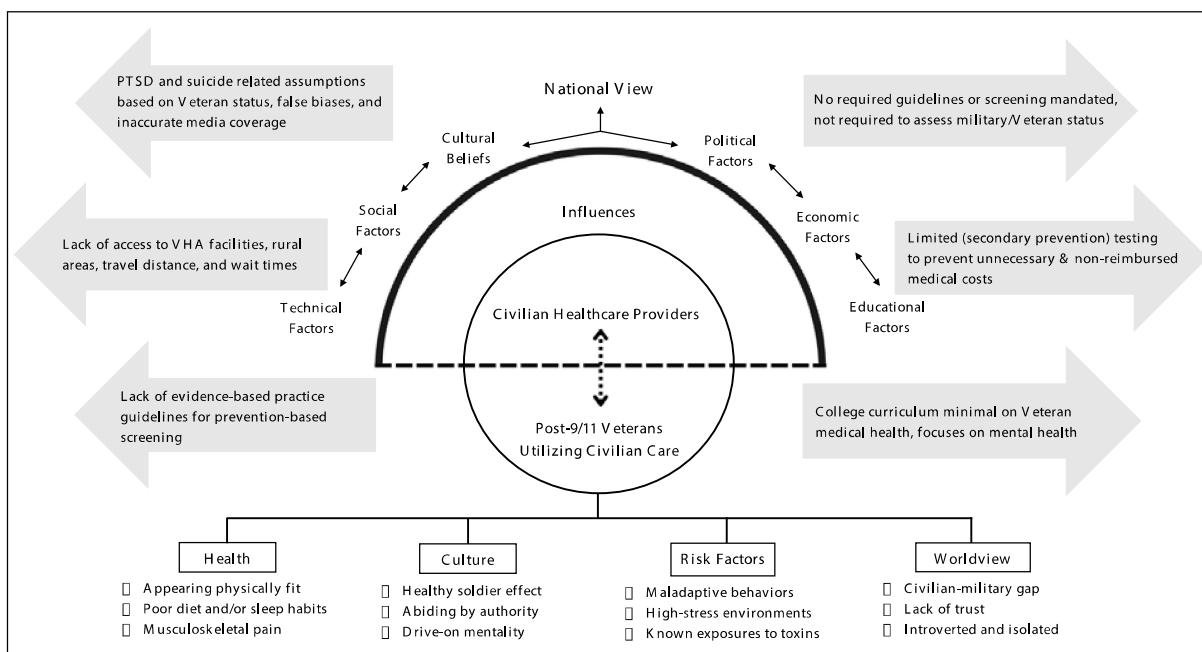 PTSD and suicide related assumptions
based on Veteran status, false biases, and
inaccurate media coverage
National View
No required guidelines or screening mandated,
not required to assess military/Veteran status
Cultural
Beliefs
Political
Factors
Social
Factors
Influences
Economic
Factors
Lack of access to VHA facilities, rural
areas, travel distance, and wait times
Limited (secondary prevention) testing
to prevent unnecessary & non-reimbursed
medical costs
Technical
Factors
Civilian Healthcare Providers
Educational
Factors
Lack of evidence-based practice
guidelines for prevention-based
screening
Post-9/11 Veterans
Utilizing Civilian Care
College curriculum minimal on Veteran
medical health, focuses on mental health
Health
Appearing physically fit
Poor diet and/or sleep habits
Musculoskeletal pain
Culture
Healthy soldier effect
Abiding by authority
Drive-on mentality
Risk Factors
Maladaptive behaviors
High-stress environments
Known exposures to toxins
Worldview
Civilian-military gap
Lack of trust
Introverted and isolated